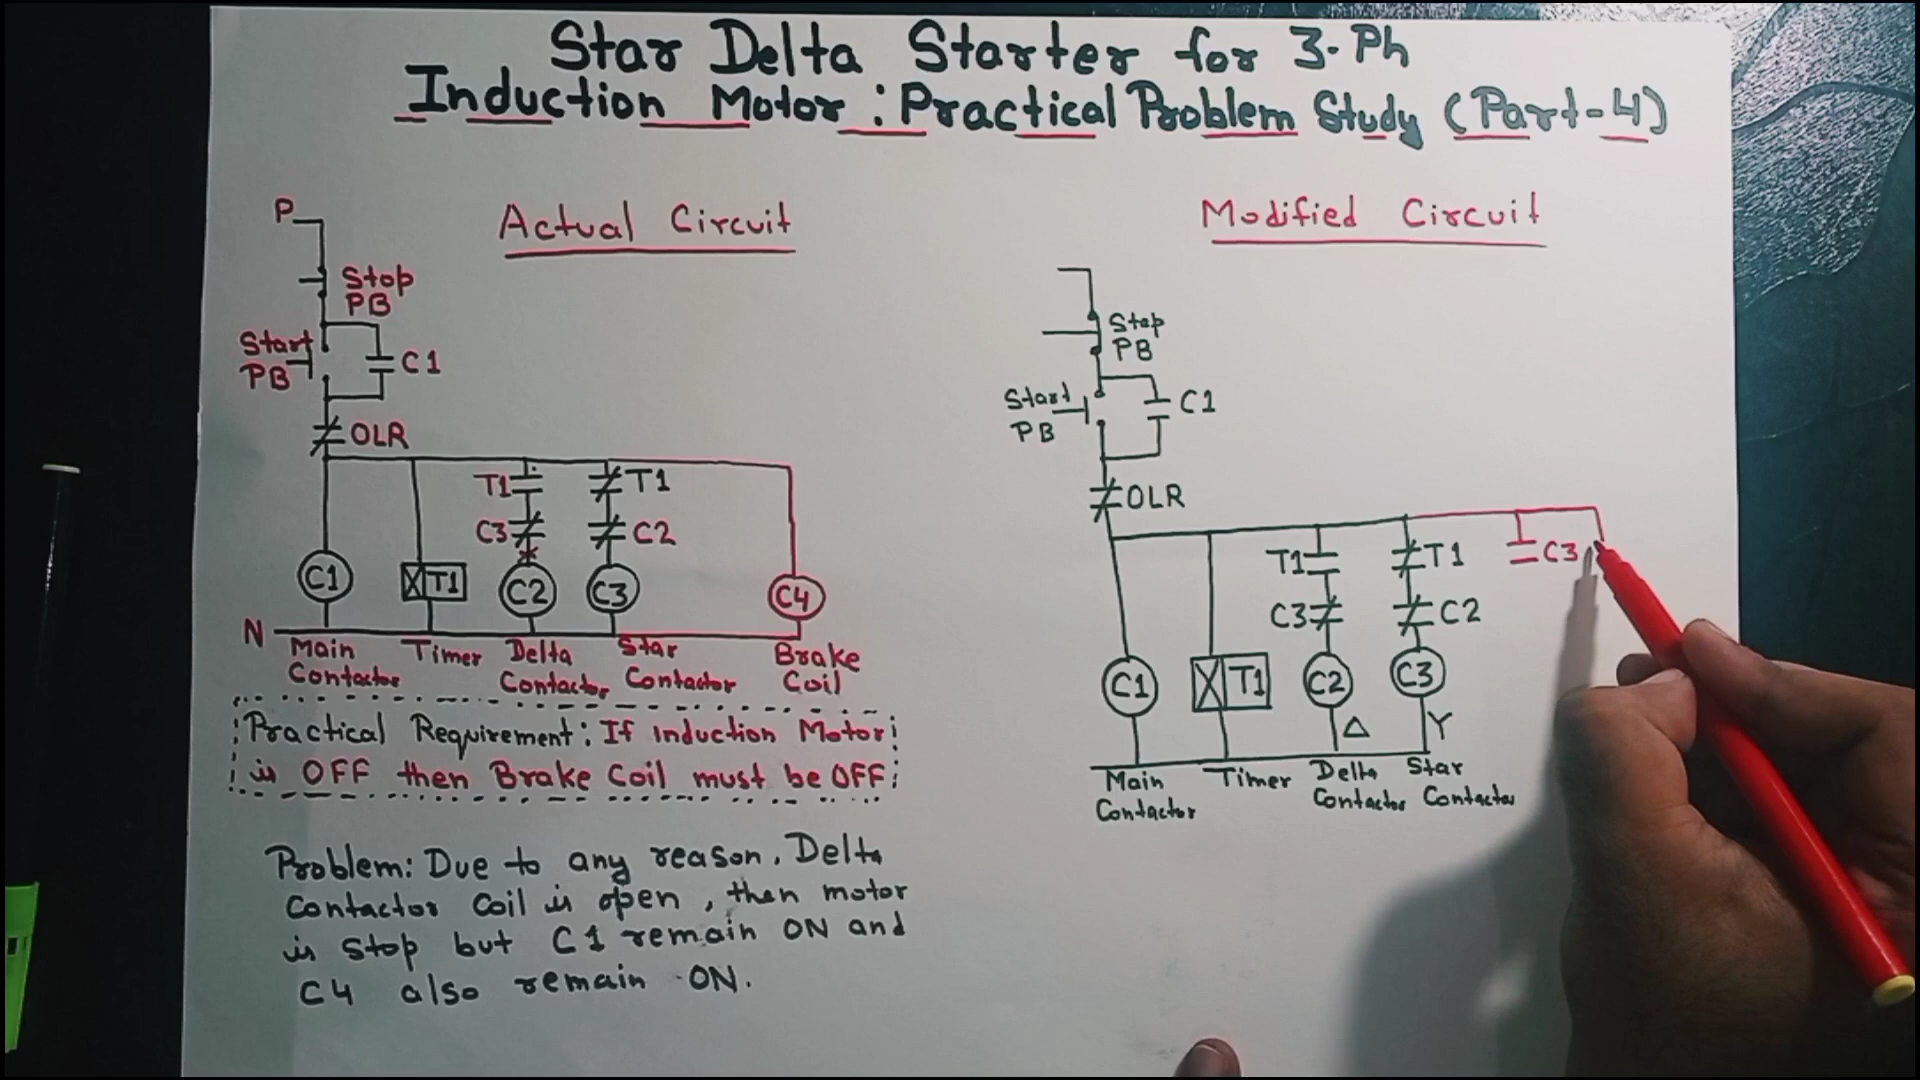 Star Delta Starter for 3-Ph
Induction Motor : Practical Problem Study (Part-4)
Actual Circuit
P
Stop
PB
Start
PB
C1
OLR
T1
T1
C3
C2
C1
T1
C2
C3
C4
N
Main
Contactor
Timer
Delta
Contactor
Star
Contactor
Brake
Coil
Practical Requirement: If induction Motor
is OFF then Brake Coil must be OFF
Problem: Due to any reason, Delta
Contactor Coil is open, then motor
is stop but C1 remain ON and
C4 also remain ON.
Modified Circuit
Stop
PB
Start
PB
C1
OLR
T1
T1
C3
C3
C2
C1
T1
C2
C3
Δ
Y
Main
Contactor
Timer
Delta
Contactor
Star
Contactor